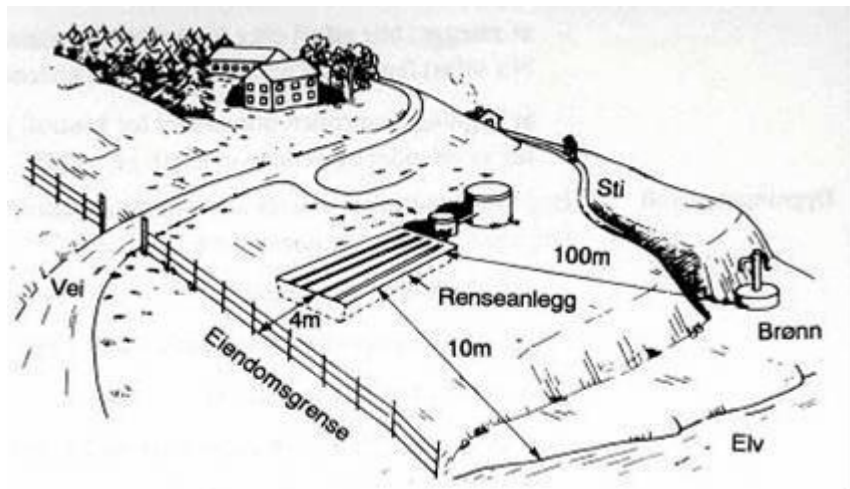 Sti
100m
Vei
Renseanlegg
4m
Brønn
10m
Eiendomsgrense
Elv